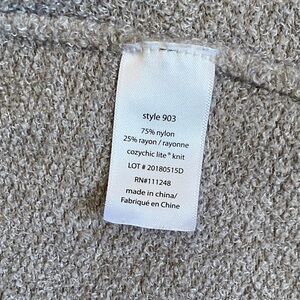 style 903
75% nylon
25% rayon / rayonne
cozychic lite® knit
LOT # 20180515D
RN#111248
made in china/
Fabriqué en Chine